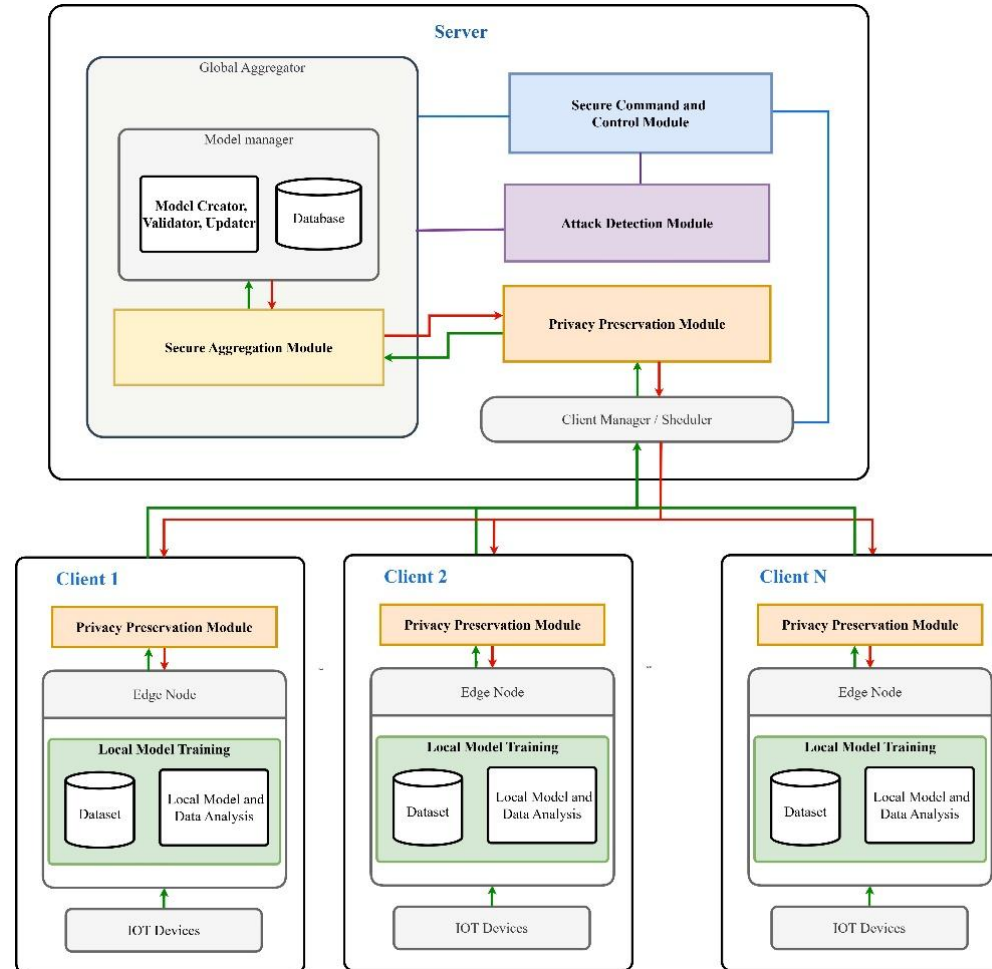 Server
Global Aggregator
Model manager
Model Creator,
Validator, Updater
Database
Secure Aggregation Module
Secure Command and
Control Module
Attack Detection Module
Privacy Preservation Module
Client Manager / Sheduler
Client 1
Privacy Preservation Module
Edge Node
Local Model Training
Dataset
Local Model and
Data Analysis
IOT Devices
Client 2
Privacy Preservation Module
Edge Node
Local Model Training
Dataset
Local Model and
Data Analysis
IOT Devices
Client N
Privacy Preservation Module
Edge Node
Local Model Training
Dataset
Local Model and
Data Analysis
IOT Devices